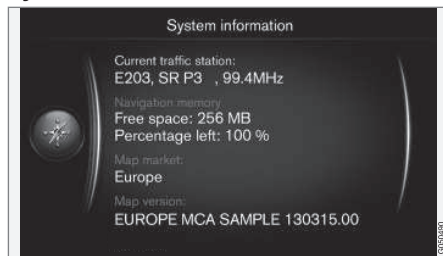 System information
Current traffic station:
E203, SR P3 , 99.4MHz
Navigation memory
Free space: 256 MB
Percentage left: 100 %
Map market:
Europe
Map version:
EUROPE MCA SAMPLE 130315.00
G050490